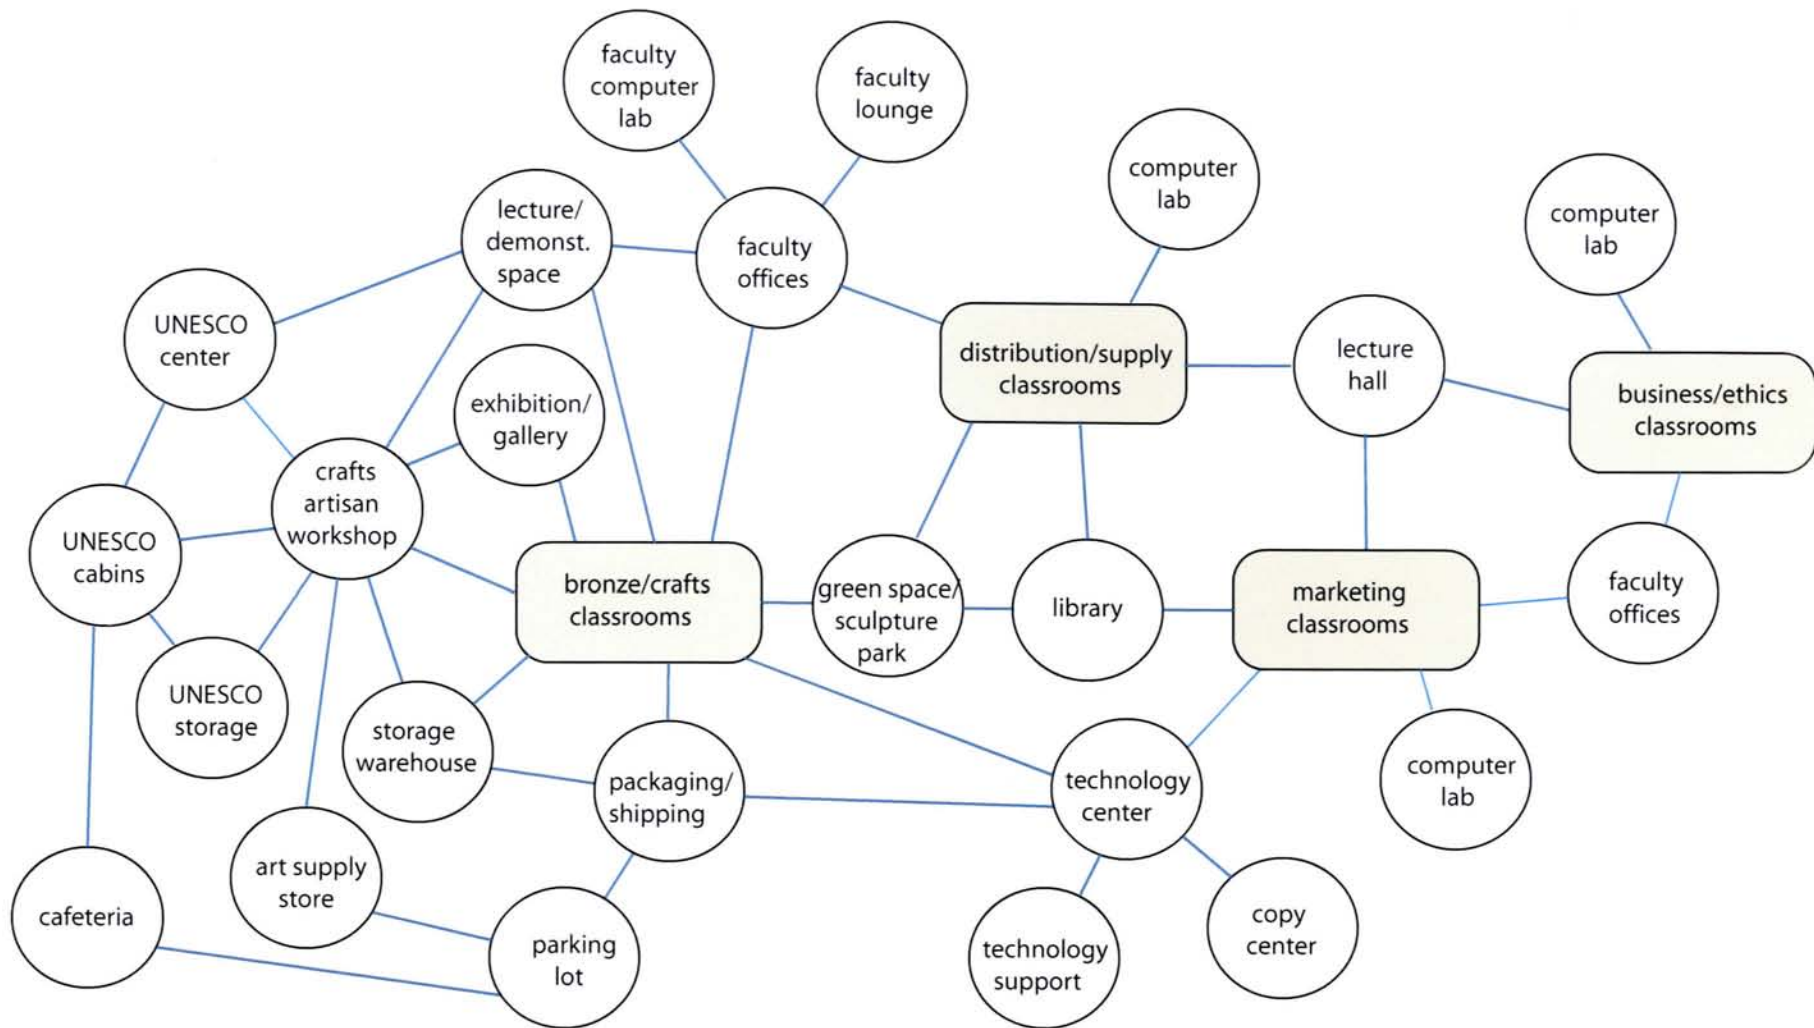 faculty
computer
lab
faculty
lounge
computer
lab
computer
lab
lecture/
demonst.
space
faculty
offices
UNESCO
center
distribution/supply
classrooms
lecture
hall
business/ethics
classrooms
exhibition/
gallery
crafts
artisan
workshop
UNESCO
cabins
bronze/crafts
classrooms
green space/
sculpture
park
library
marketing
classrooms
faculty
offices
UNESCO
storage
storage
warehouse
packaging/
shipping
technology
center
computer
lab
art supply
store
cafeteria
parking
lot
technology
support
copy
center